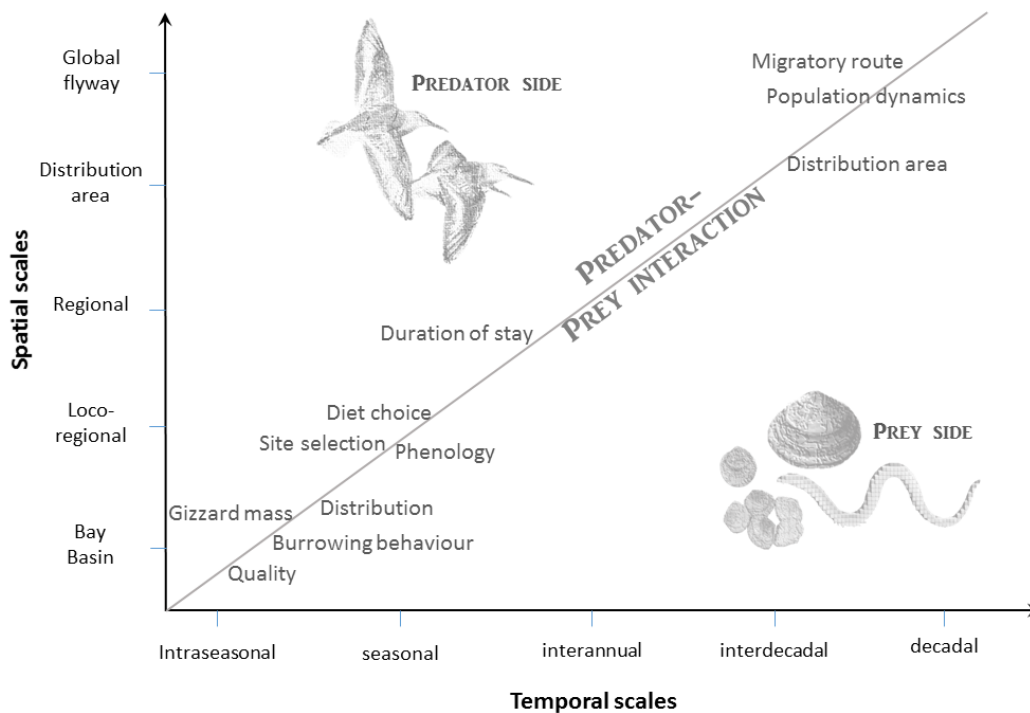 Global
flyway
Distribution
area
Regional
Loco-
regional
Bay
Basin
Spatial scales
PREDATOR SIDE
Migratory route
Population dynamics
Distribution area
PREDATOR-
PREY INTERACTION
Duration of stay
Diet choice
Site selection
Phenology
PREY SIDE
Gizzard mass
Distribution
Burrowing behaviour
Quality
Intraseasonal
seasonal
interannual
interdecadal
decadal
Temporal scales